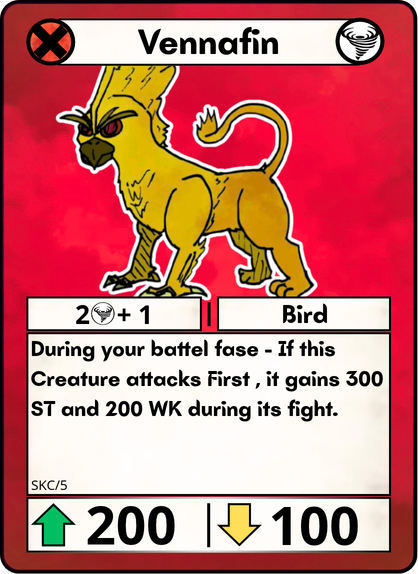 Vennafin
2 + 1 | Bird
During your battel fase - If this
Creature attacks First , it gains 300
ST and 200 WK during its fight.
SKC/5
200 | 100